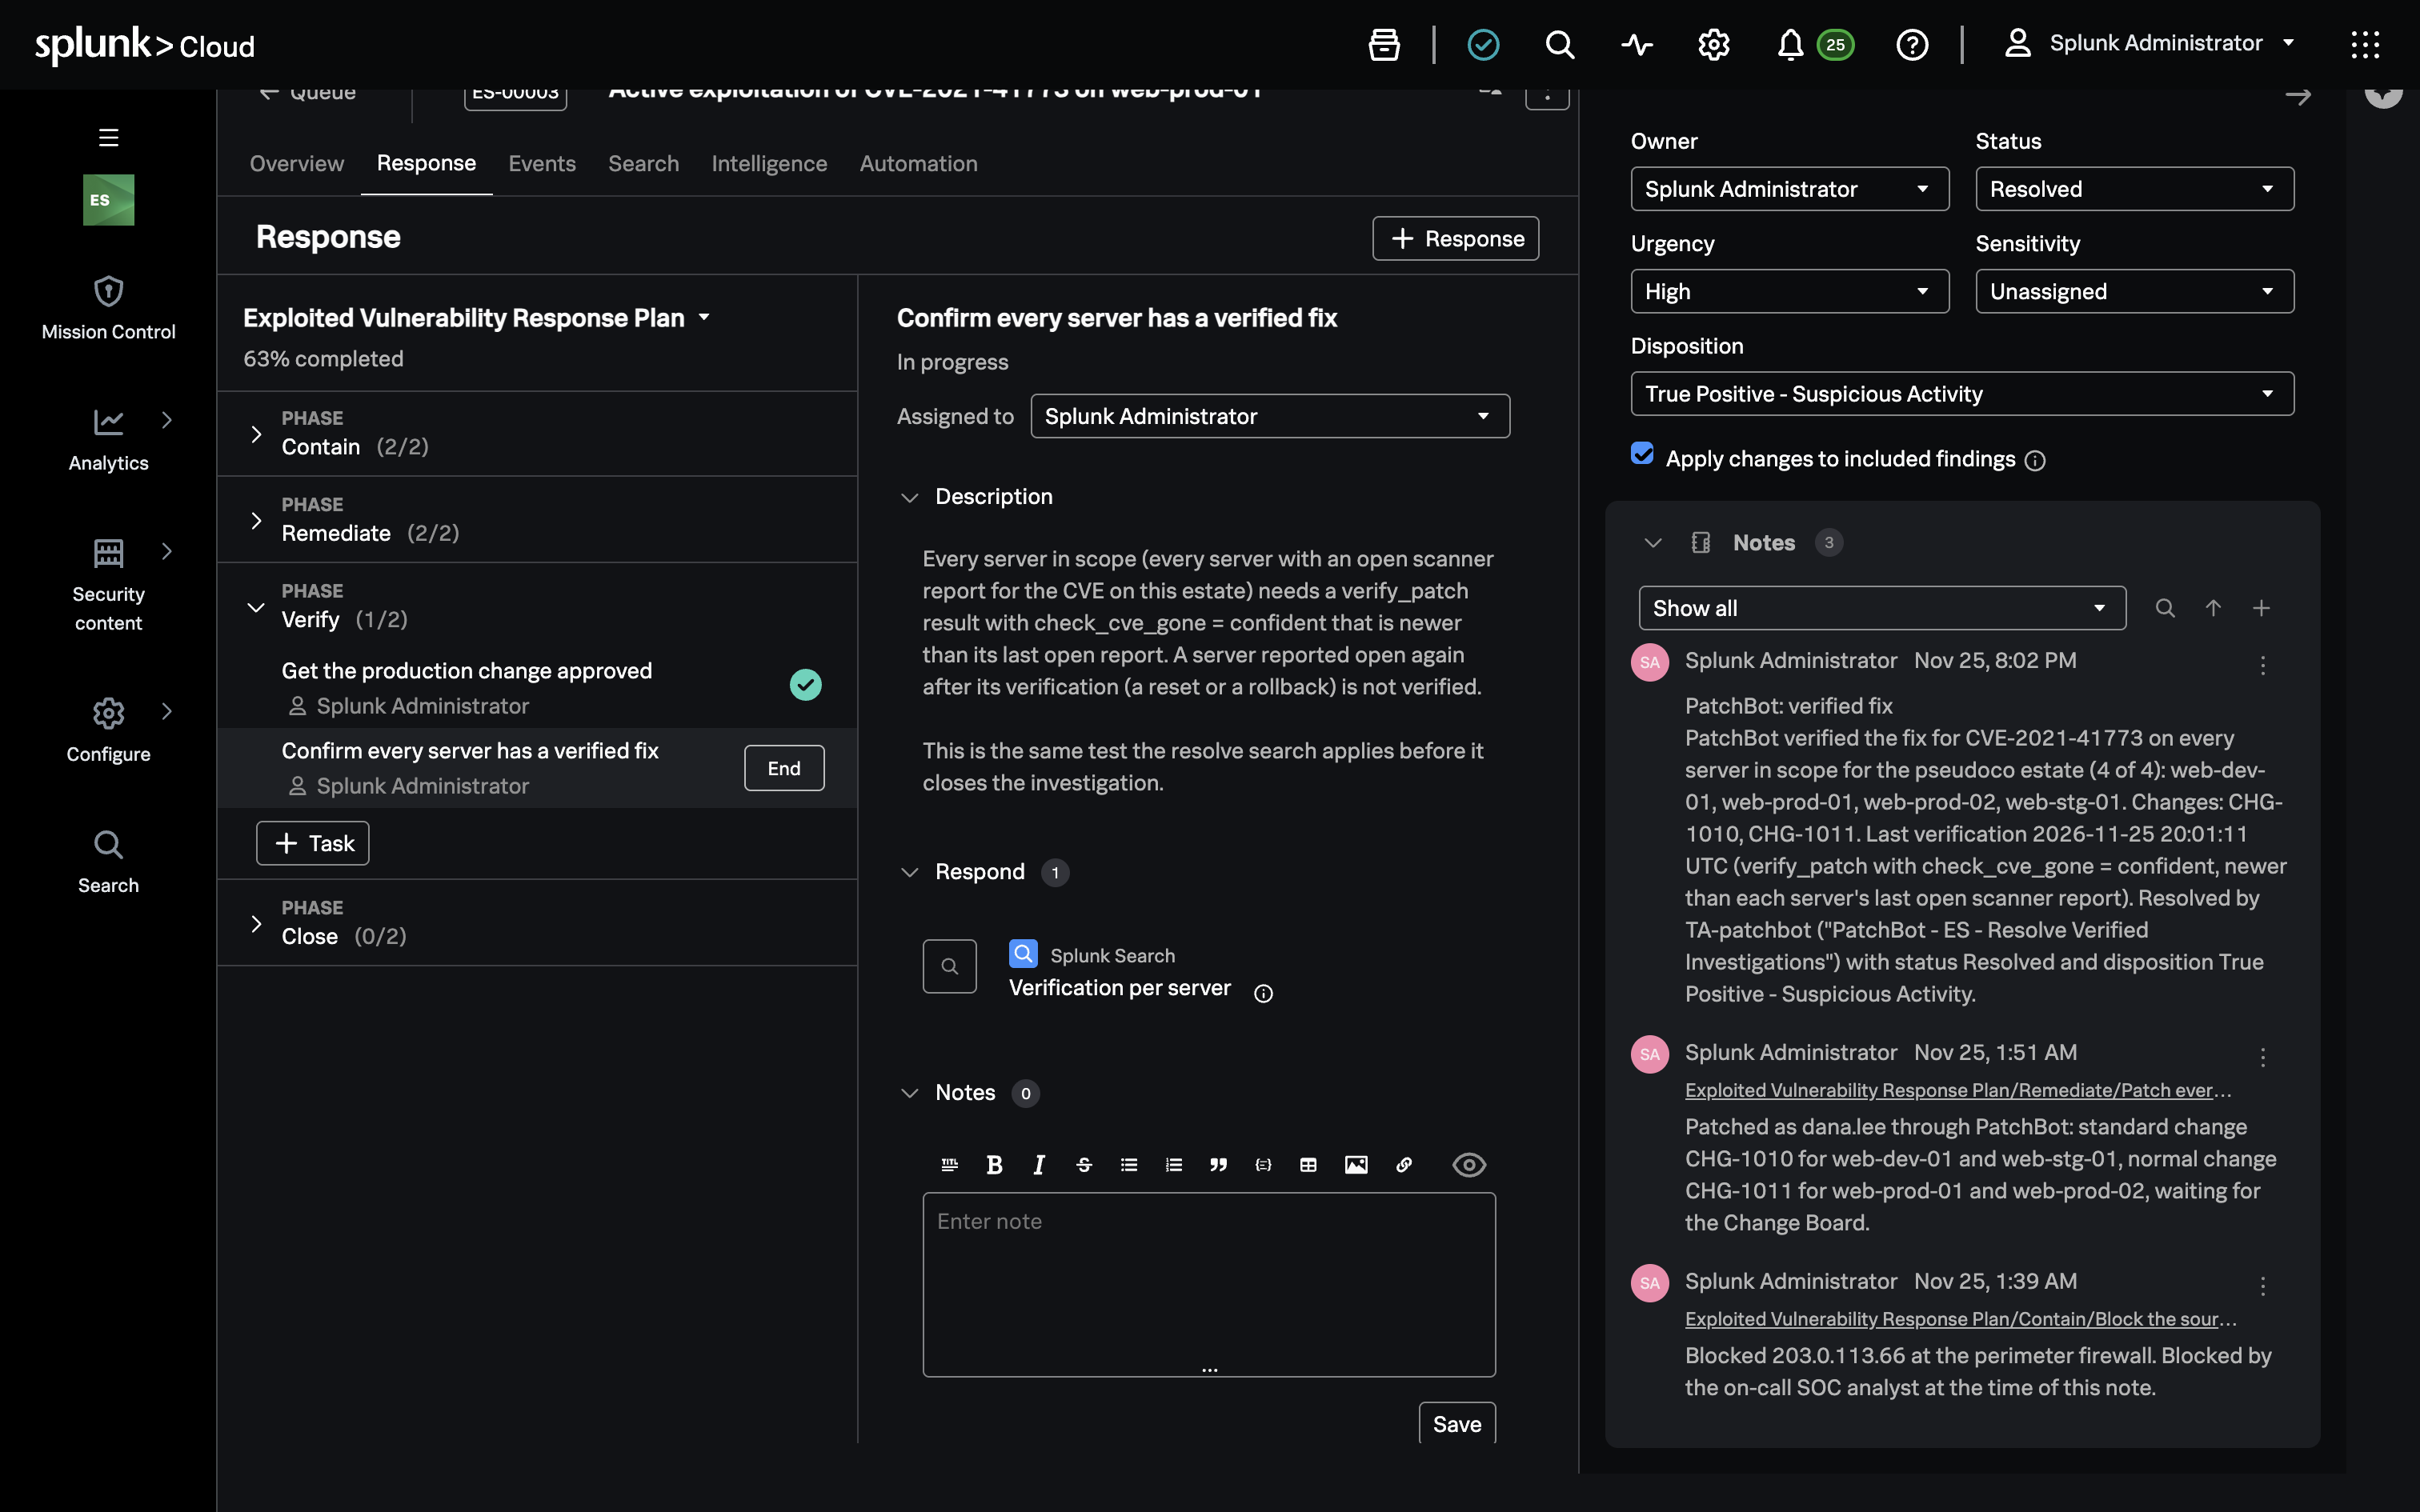 splunk> Cloud
25
Splunk Administrator
Queue
ES-00003
Active exploitation of CVE-2021-41773 on web-prod-01
Overview
Response
Events
Search
Intelligence
Automation
ES
Mission Control
Analytics
Security
content
Configure
Search
Response
Response
Exploited Vulnerability Response Plan
63% completed
PHASE
Contain (2/2)
PHASE
Remediate (2/2)
PHASE
Verify (1/2)
Get the production change approved
Splunk Administrator
Confirm every server has a verified fix
Splunk Administrator
End
Task
PHASE
Close (0/2)
Confirm every server has a verified fix
In progress
Assigned to
Splunk Administrator
Description
Every server in scope (every server with an open scanner
report for the CVE on this estate) needs a verify_patch
result with check_cve_gone = confident that is newer
than its last open report. A server reported open again
after its verification (a reset or a rollback) is not verified.
This is the same test the resolve search applies before it
closes the investigation.
Respond 1
Splunk Search
Verification per server
Notes 0
TITL
B
I
S
Enter note
Save
Owner
Status
Splunk Administrator
Resolved
Urgency
Sensitivity
High
Unassigned
Disposition
True Positive - Suspicious Activity
Apply changes to included findings
Notes 3
Show all
SA
Splunk Administrator Nov 25, 8:02 PM
PatchBot: verified fix
PatchBot verified the fix for CVE-2021-41773 on every
server in scope for the pseudoco estate (4 of 4): web-dev-
01, web-prod-01, web-prod-02, web-stg-01. Changes: CHG-
1010, CHG-1011. Last verification 2026-11-25 20:01:11
UTC (verify_patch with check_cve_gone = confident, newer
than each server's last open scanner report). Resolved by
TA-patchbot ("PatchBot - ES - Resolve Verified
Investigations") with status Resolved and disposition True
Positive - Suspicious Activity.
SA
Splunk Administrator Nov 25, 1:51 AM
Exploited Vulnerability Response Plan/Remediate/Patch ever...
Patched as dana.lee through PatchBot: standard change
CHG-1010 for web-dev-01 and web-stg-01, normal change
CHG-1011 for web-prod-01 and web-prod-02, waiting for
the Change Board.
SA
Splunk Administrator Nov 25, 1:39 AM
Exploited Vulnerability Response Plan/Contain/Block the sour...
Blocked 203.0.113.66 at the perimeter firewall. Blocked by
the on-call SOC analyst at the time of this note.